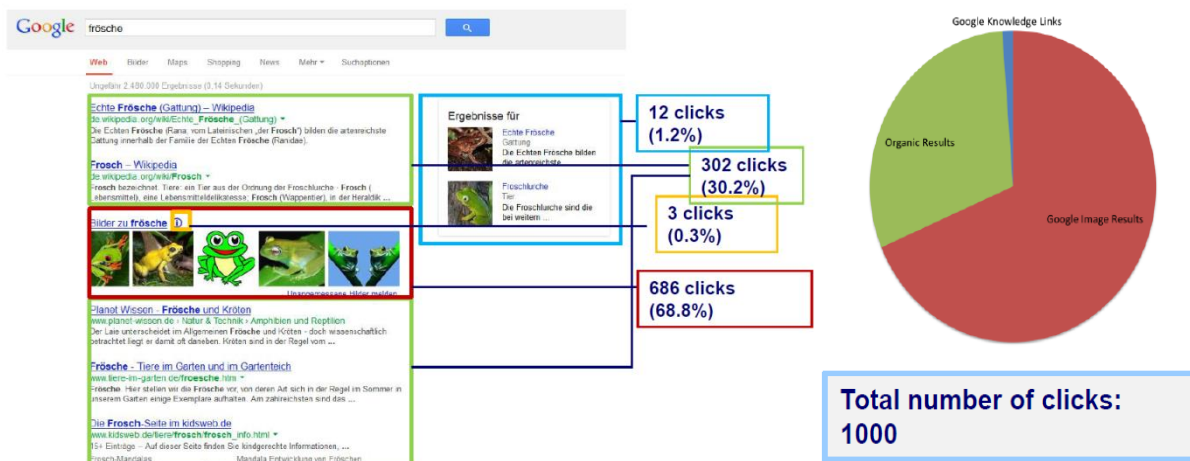 Google
frösche
Web Bilder Maps Shopping News Mehr Suchoptionen
Ungefähr 2.480.000 Ergebnisse (0,14 Sekunden)
Echte Frösche (Gattung) – Wikipedia
de.wikipedia.org/wiki/Echte_Frösche_(Gattung)
Die Echten Frösche (Rana, vom Lateinischen „der Frosch") bilden die artenreichste
Gattung innerhalb der Familie der Echten Frösche (Ranidae).
Frosch – Wikipedia
de.wikipedia.org/wiki/Frosch
Frosch bezeichnet. Tiere: ein Tier aus der Ordnung der Froschlurche · Frosch (
Lebensmittel), eine Lebensmitteldelikatesse; Frosch (Wappentier), in der Heraldik ...
Bilder zu frösche
Unangemessene Bilder melden
Planet Wissen - Frösche und Kröten
www.planet-wissen.de › Natur & Technik › Amphibien und Reptilien
Der Laie unterscheidet im Allgemeinen Frösche und Kröten - doch wissenschaftlich
betrachtet liegt er damit oft daneben. Kröten sind in der Regel vom ...
Frösche - Tiere im Garten und im Gartenteich
www.tiere-im-garten.de/froesche.htm
Frösche. Hier stellen wir die Frösche vor, von deren Art sich in der Regel im Sommer in
unserem Garten einige Exemplare aufhalten. Am zahlreichsten sind das ...
Die Frosch-Seite im kidsweb.de
www.kidsweb.de/tiere/frosch/frosch_info.html
15+ Einträge – Auf dieser Seite finden Sie kindgerechte Informationen, ...
Frosch-Mandalas Mandala Entwicklung von Fröschen
Ergebnisse für
Echte Frösche
Gattung
Die Echten Frösche bilden
die artenreichste
Froschlurche
Tier
Die Froschlurche sind die
bei weitem ...
12 clicks
(1.2%)
302 clicks
(30.2%)
3 clicks
(0.3%)
686 clicks
(68.8%)
Google Knowledge Links
Organic Results
Google Image Results
Total number of clicks:
1000